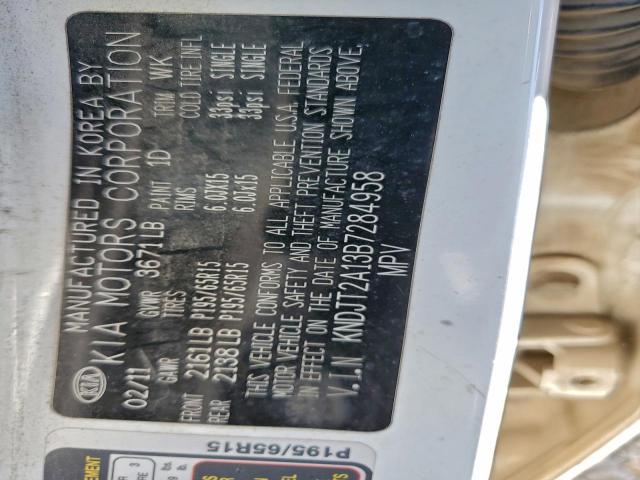 MANUFACTURED IN KOREA BY
KIA KIA MOTORS CORPORATION
02/11 GVWR 3671LB PAINT 1D TRIM WK
GAWR TIRES RIMS COLD TIRE INFL
FRONT 2161LB P195/65R15 6.0JX15 33psi SINGLE
REAR 2138LB P195/65R15 6.0JX15 33psi SINGLE
THIS VEHICLE CONFORMS TO ALL APPLICABLE U.S.A. FEDERAL
MOTOR VEHICLE SAFETY AND THEFT PREVENTION STANDARDS
IN EFFECT ON THE DATE OF MANUFACTURE SHOWN ABOVE.
V.I.N KNDJT2A13B7284958
MPV
P195/65R15